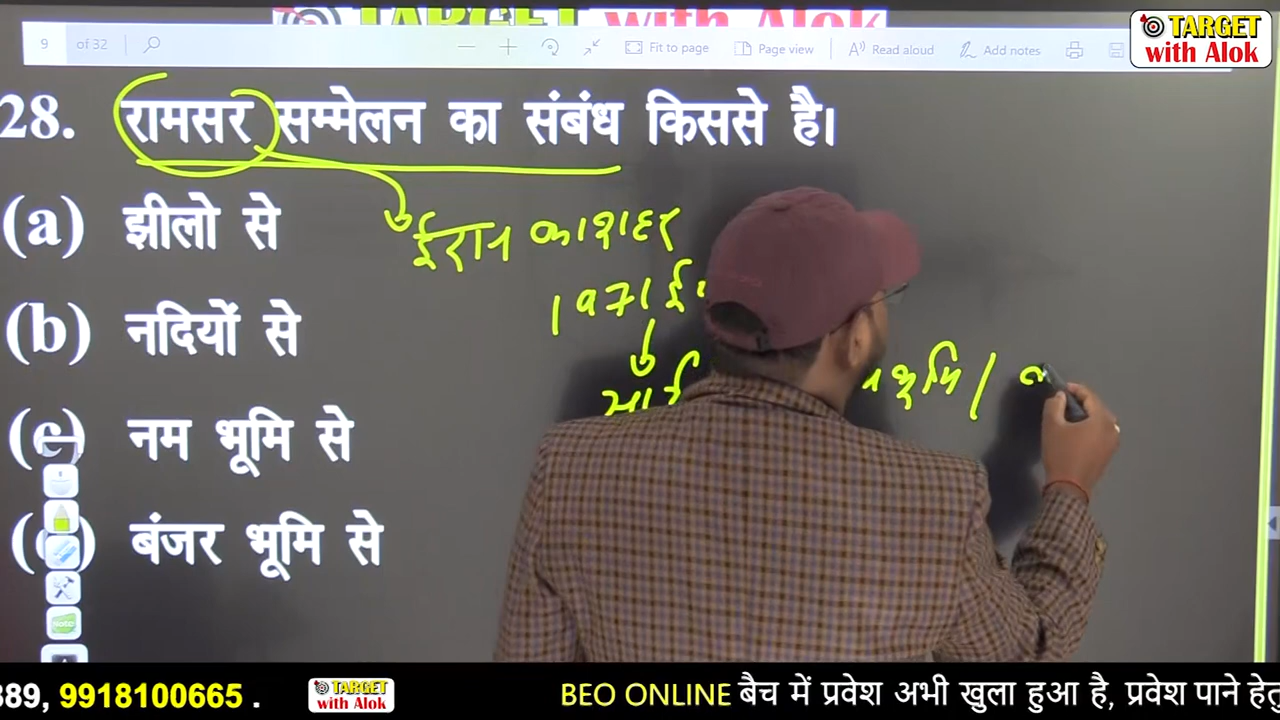 TARGET with Alok
9 of 32 Fit to page Page view Read aloud Add notes
TARGET
with Alok
28. रामसर सम्मेलन का संबंध किससे है।
(a) झीलो से
ईरान का शहर
(b) नदियों से
1971 ई
भूमि /
(c) नम भूमि से
बंजर भूमि से
389, 9918100665 .
TARGET
with Alok
BEO ONLINE बैच में प्रवेश अभी खुला हुआ है, प्रवेश पाने हेतु